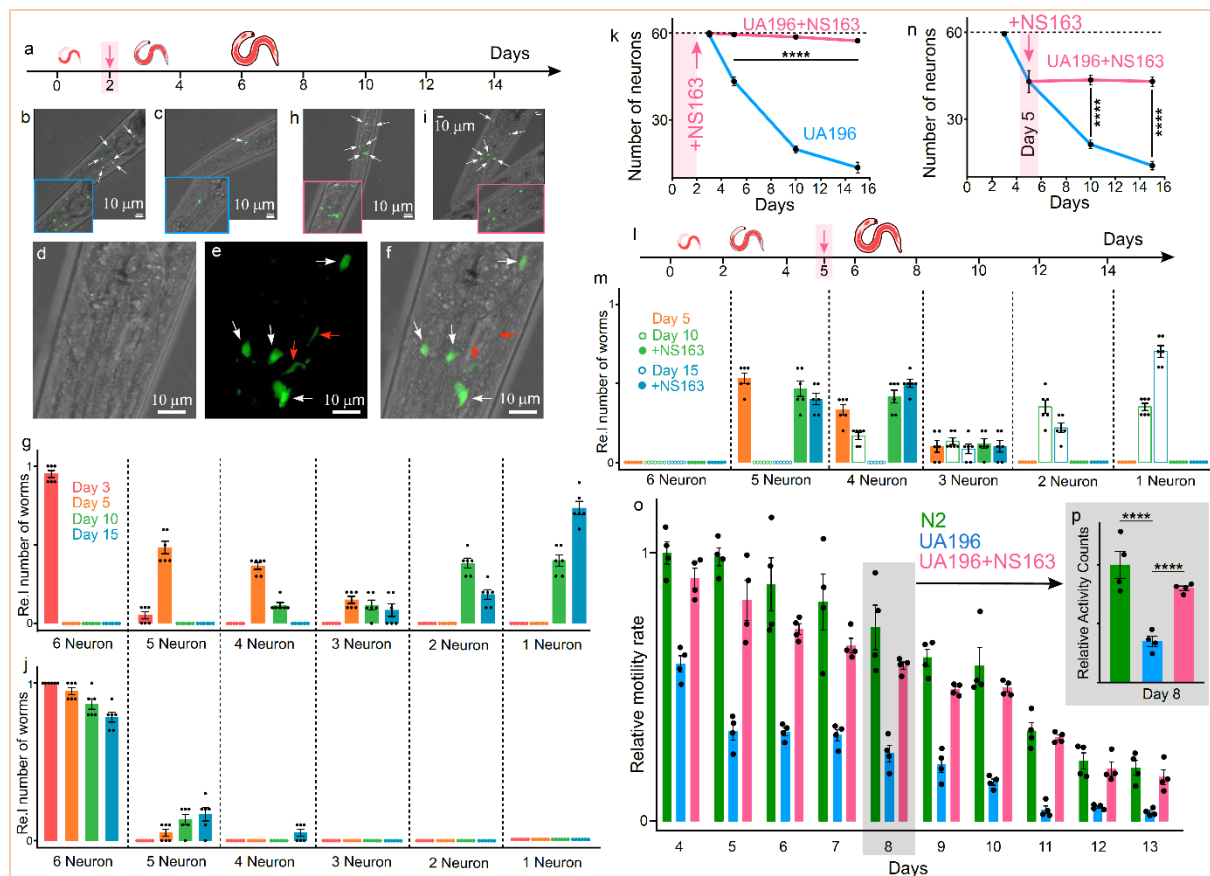 a
Days
0 2 4 6 8 10 12 14
b
10 µm
c
10 µm
h
10 µm
i
10 µm
10 µm
d
10 µm
e
10 µm
f
10 µm
g
Re.l number of worms
1
0
Day 3
Day 5
Day 10
Day 15
6 Neuron 5 Neuron 4 Neuron 3 Neuron 2 Neuron 1 Neuron
j
Re.l number of worms
1
0
6 Neuron 5 Neuron 4 Neuron 3 Neuron 2 Neuron 1 Neuron
k
Number of neurons
60
30
+NS163
UA196+NS163
****
UA196
0 2 4 6 8 10 12 14 16
Days
n
Number of neurons
60
30
+NS163
UA196+NS163
Day 5
****
****
0 2 4 6 8 10 12 14 16
Days
l
Days
0 2 4 5 6 8 10 12 14
m
Re.l number of worms
1
0
Day 5
Day 10
+NS163
Day 15
+NS163
6 Neuron 5 Neuron 4 Neuron 3 Neuron 2 Neuron 1 Neuron
o
Relative motility rate
1
0
N2
UA196
UA196+NS163
4 5 6 7 8 9 10 11 12 13
Days
p
Relative Activity Counts
****
****
Day 8